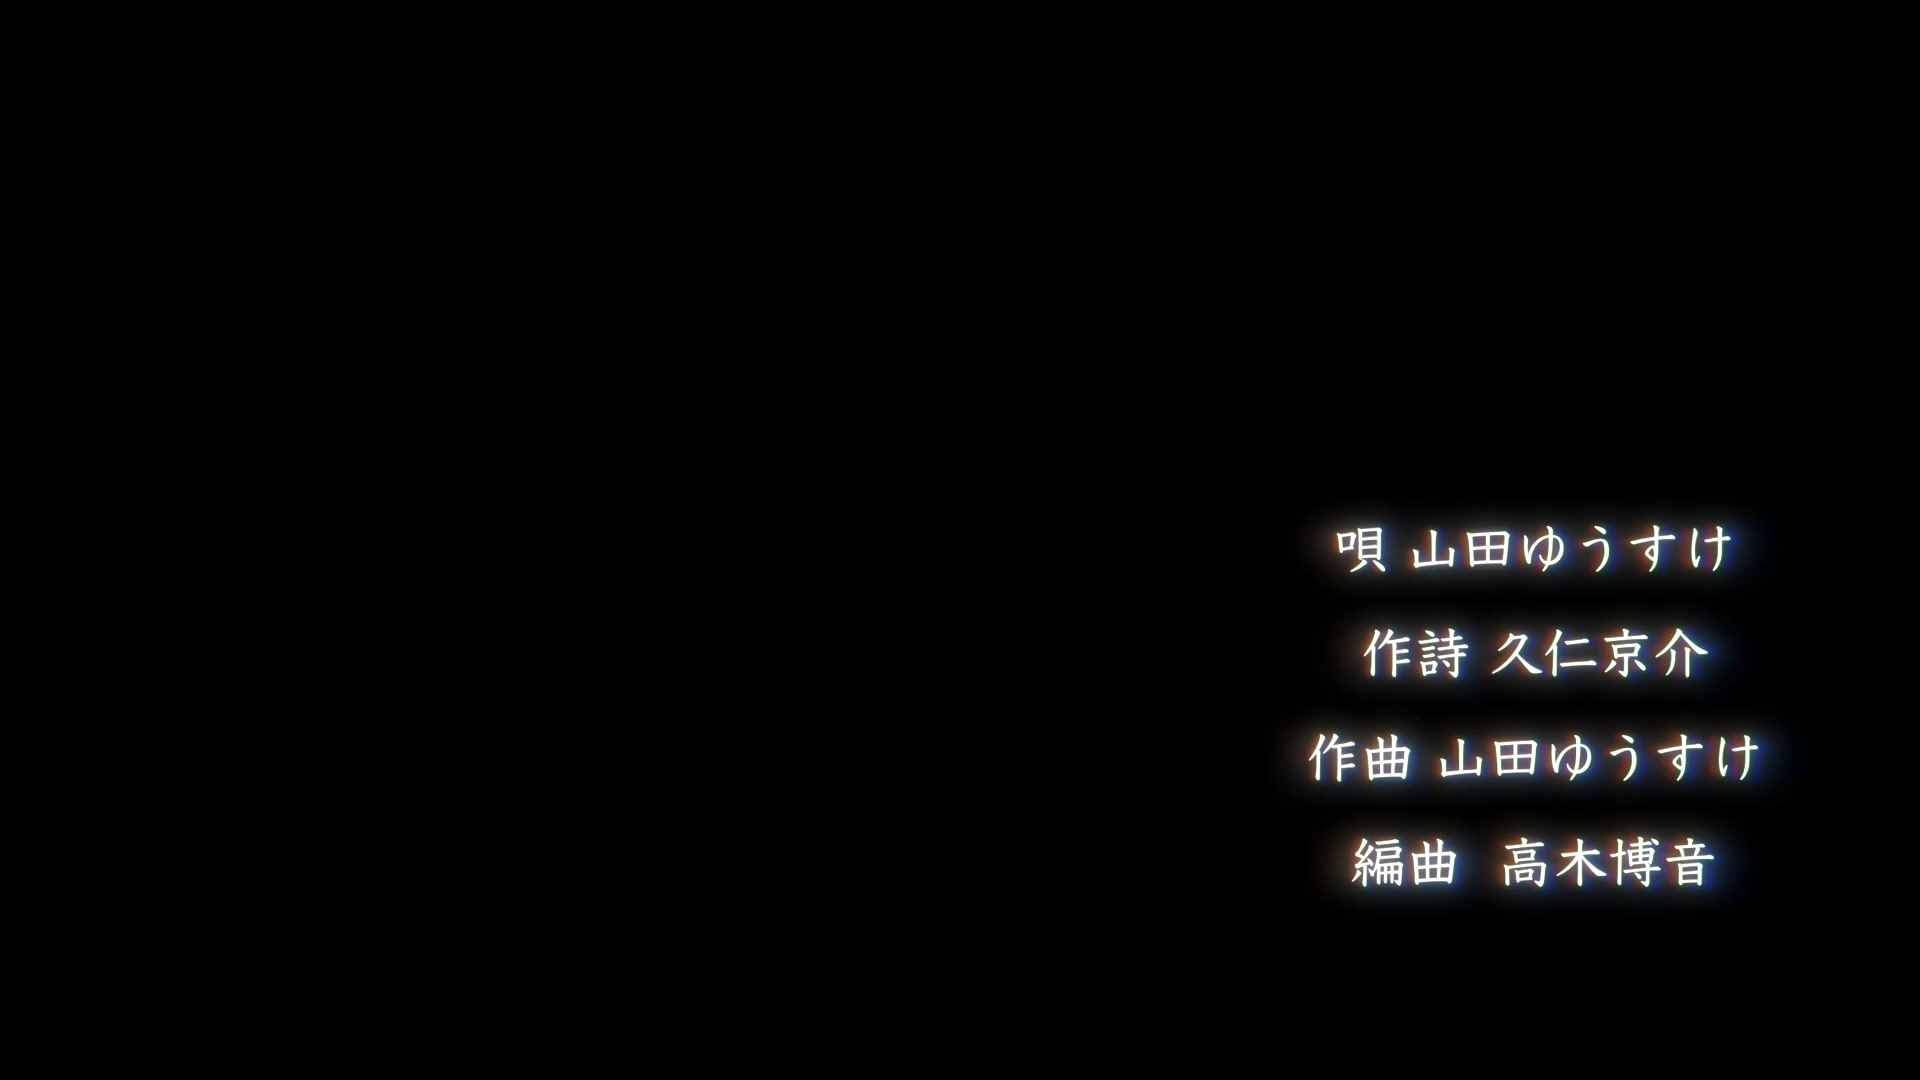 唄 山田ゆうすけ
作詩 久仁京介
作曲 山田ゆうすけ
編曲 高木博音